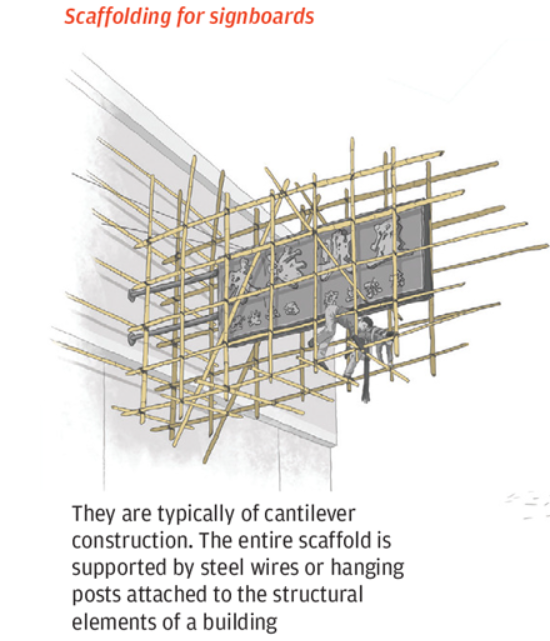 Scaffolding for signboards
They are typically of cantilever
construction. The entire scaffold is
supported by steel wires or hanging
posts attached to the structural
elements of a building